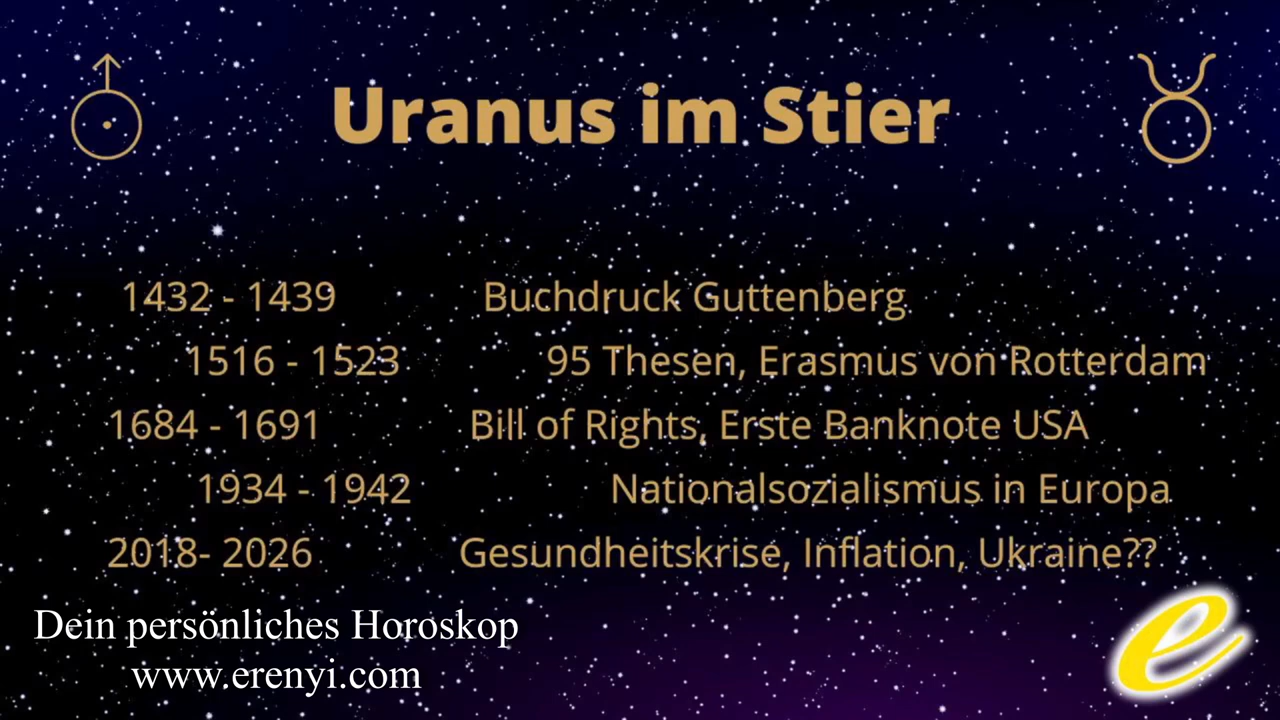 Uranus im Stier
1432 - 1439 Buchdruck Guttenberg
1516 - 1523 95 Thesen, Erasmus von Rotterdam
1684 - 1691 Bill of Rights, Erste Banknote USA
1934 - 1942 Nationalsozialismus in Europa
2018- 2026 Gesundheitskrise, Inflation, Ukraine??
Dein persönliches Horoskop
www.erenyi.com
e